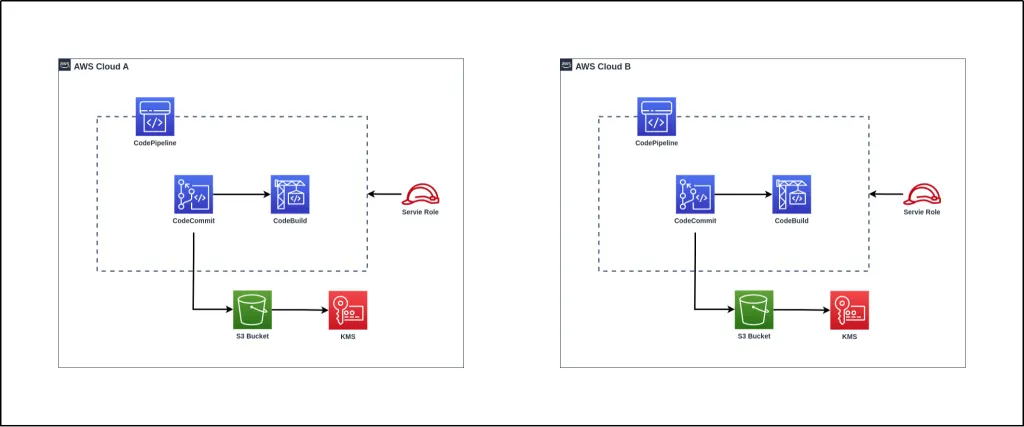 AWS Cloud A
CodePipeline
CodeCommit
CodeBuild
Servie Role
S3 Bucket
KMS
AWS Cloud B
CodePipeline
CodeCommit
CodeBuild
Servie Role
S3 Bucket
KMS